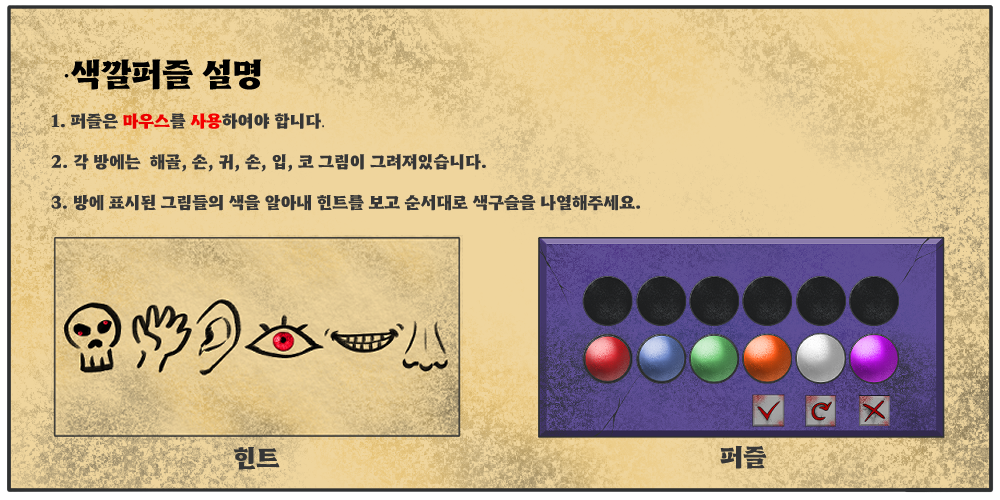 ·색깔퍼즐 설명
1. 퍼즐은 마우스를 사용하여야 합니다.
2. 각 방에는 해골, 손, 귀, 손, 입, 코 그림이 그려져있습니다.
3. 방에 표시된 그림들의 색을 알아내 힌트를 보고 순서대로 색구슬을 나열해주세요.
힌트
퍼즐